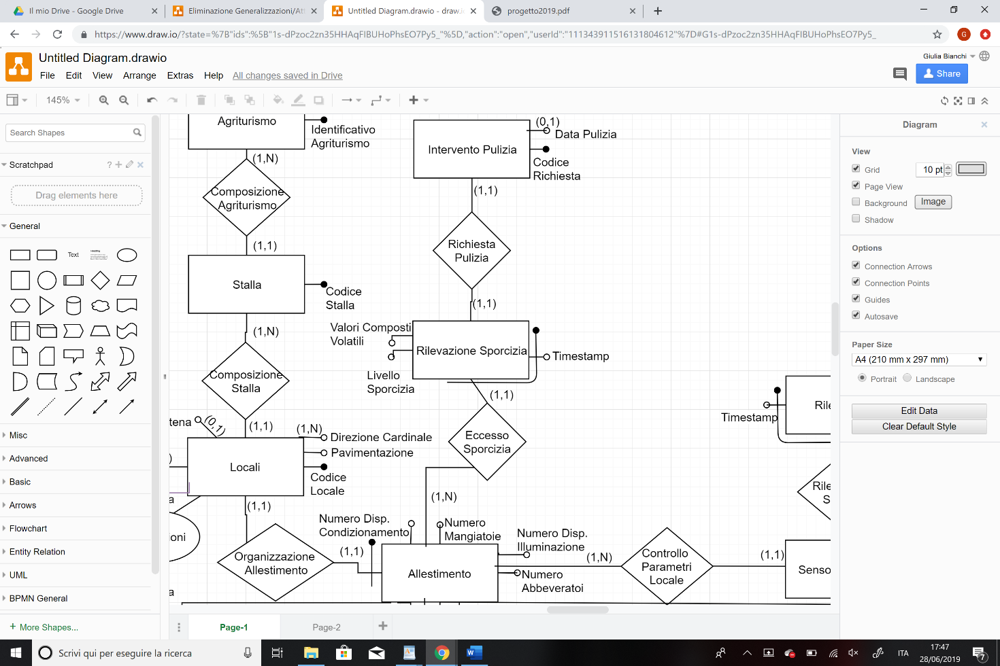 Il mio Drive - Google Drive
Eliminazione Generalizzazioni/Att
Untitled Diagram.drawio - draw.i
progetto2019.pdf
https://www.draw.io/?state=%7B"ids":%5B"1s-dPzoc2zn35HHAqFIBUHoPhsEO7Py5_"%5D,"action":"open","userId":"111343911516131804612"%7D#G1s-dPzoc2zn35HHAqFIBUHoPhsEO7Py5_
G
Untitled Diagram.drawio
Giulia Bianchi
File Edit View Arrange Extras Help All changes saved in Drive
Share
145%
Search Shapes
Scratchpad
?
Drag elements here
General
Text
Heading
Misc
Advanced
Basic
Arrows
Flowchart
Entity Relation
UML
BPMN General
+ More Shapes...
Agriturismo
Identificativo
Agriturismo
(1,N)
Composizione
Agriturismo
(1,1)
Stalla
Codice
Stalla
(1,N)
Composizione
Stalla
(1,1)
tena
(0,1)
(1,N)
Direzione Cardinale
Pavimentazione
Locali
Codice
Locale
)
a
(1,1)
oni
a
Organizzazione
Allestimento
(1,1)
Intervento Pulizia
(0,1)
Data Pulizia
Codice
Richiesta
(1,1)
Richiesta
Pulizia
(1,1)
Valori Composti
Volatili
Rilevazione Sporcizia
Timestamp
Livello
Sporcizia
(1,1)
Eccesso
Sporcizia
(1,N)
Numero Disp.
Condizionamento
Numero
Mangiatoie
Numero Disp.
Illuminazione
Allestimento
Numero
Abbeveratoi
(1,N)
Controllo
Parametri
Locale
(1,1)
Senso
Timestamp
Rile
Rile
S
Page-1
Page-2
Diagram
View
Grid
10 pt
Page View
Background
Image
Shadow
Options
Connection Arrows
Connection Points
Guides
Autosave
Paper Size
A4 (210 mm x 297 mm)
Portrait
Landscape
Edit Data
Clear Default Style
Scrivi qui per eseguire la ricerca
W
ITA
17:47
28/06/2019
7